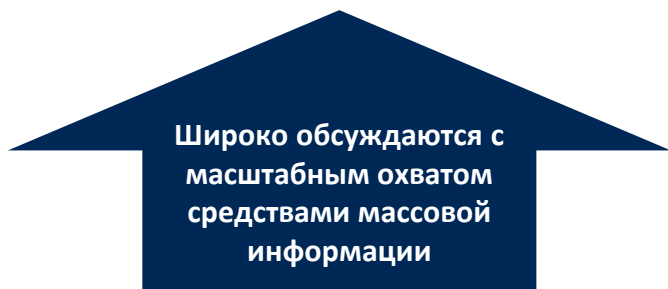 Широко обсуждаются с
масштабным охватом
средствами массовой
информации